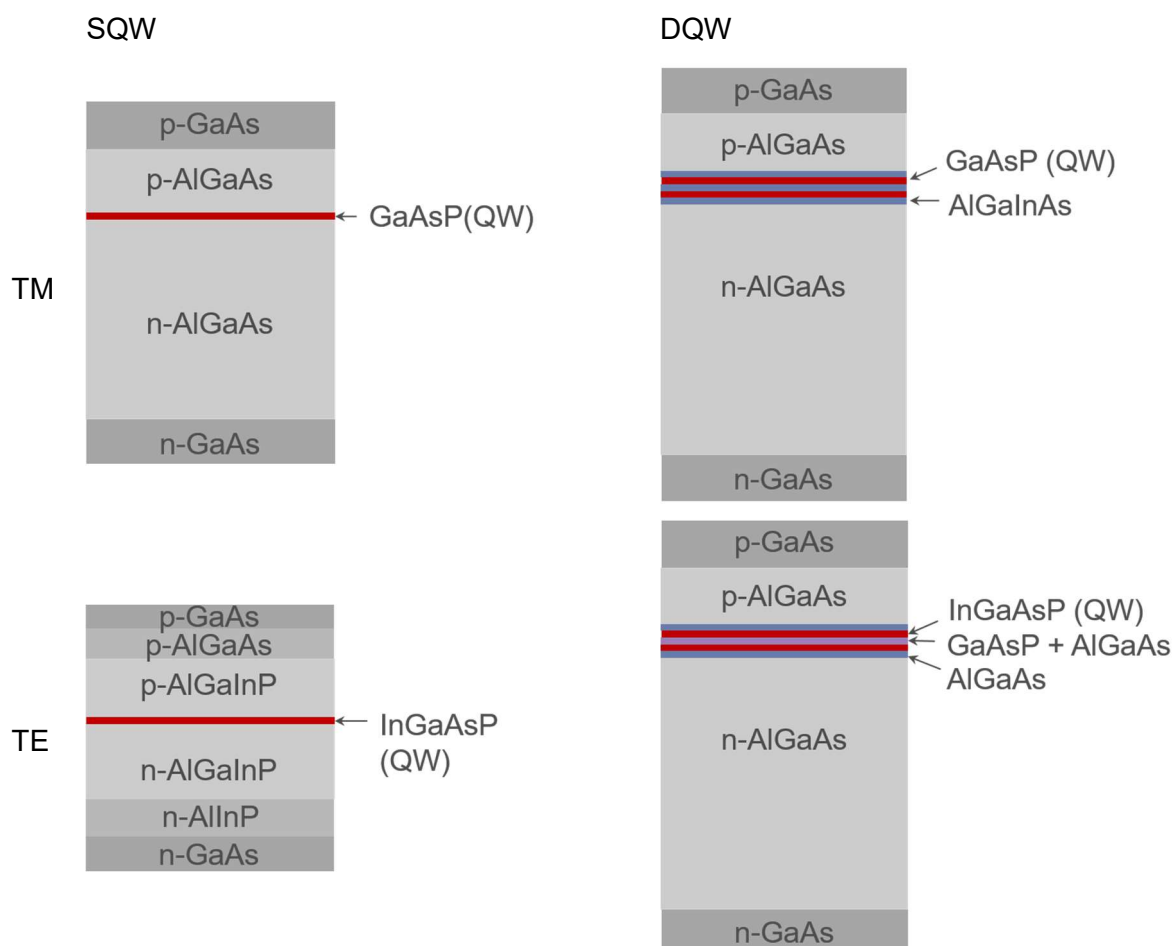 SQW
DQW
TM
p-GaAs
p-AlGaAs
GaAsP(QW)
n-AlGaAs
n-GaAs
p-GaAs
p-AlGaAs
GaAsP (QW)
AlGaInAs
n-AlGaAs
n-GaAs
TE
p-GaAs
p-AlGaAs
p-AlGaInP
InGaAsP
(QW)
n-AlGaInP
n-AlInP
n-GaAs
p-GaAs
p-AlGaAs
InGaAsP (QW)
GaAsP + AlGaAs
AlGaAs
n-AlGaAs
n-GaAs